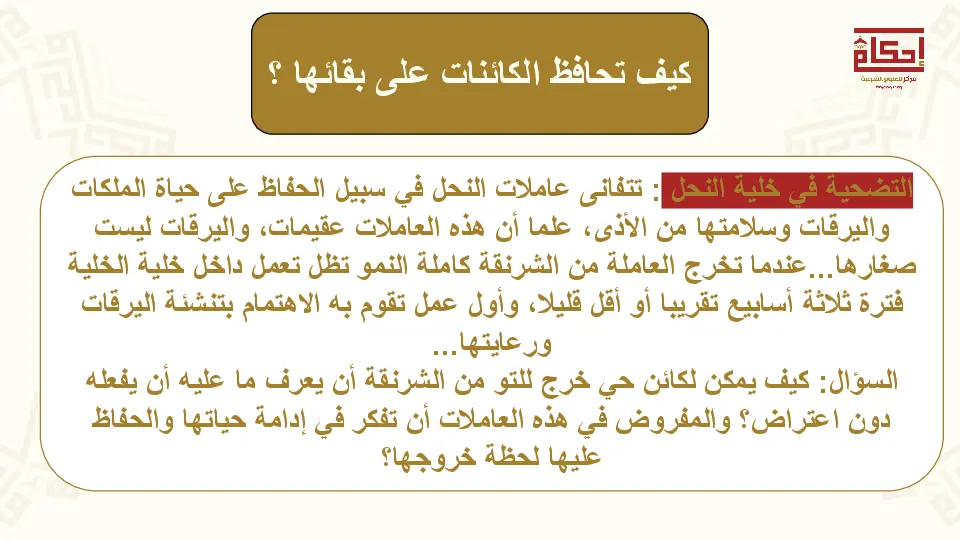 كيف تحافظ الكائنات على بقائها ؟
إحكام
مركز للعلوم الشرعية
التضحية في خلية النحل : تتفانى عاملات النحل في سبيل الحفاظ على حياة الملكات
واليرقات وسلامتها من الأذى، علما أن هذه العاملات عقيمات، واليرقات ليست
صغارها...عندما تخرج العاملة من الشرنقة كاملة النمو تظل تعمل داخل خلية الخلية
فترة ثلاثة أسابيع تقريبا أو أقل قليلا، وأول عمل تقوم به الاهتمام بتنشئة اليرقات
ورعايتها...
السؤال: كيف يمكن لكائن حي خرج للتو من الشرنقة أن يعرف ما عليه أن يفعله
دون اعتراض؟ والمفروض في هذه العاملات أن تفكر في إدامة حياتها والحفاظ
عليها لحظة خروجها؟